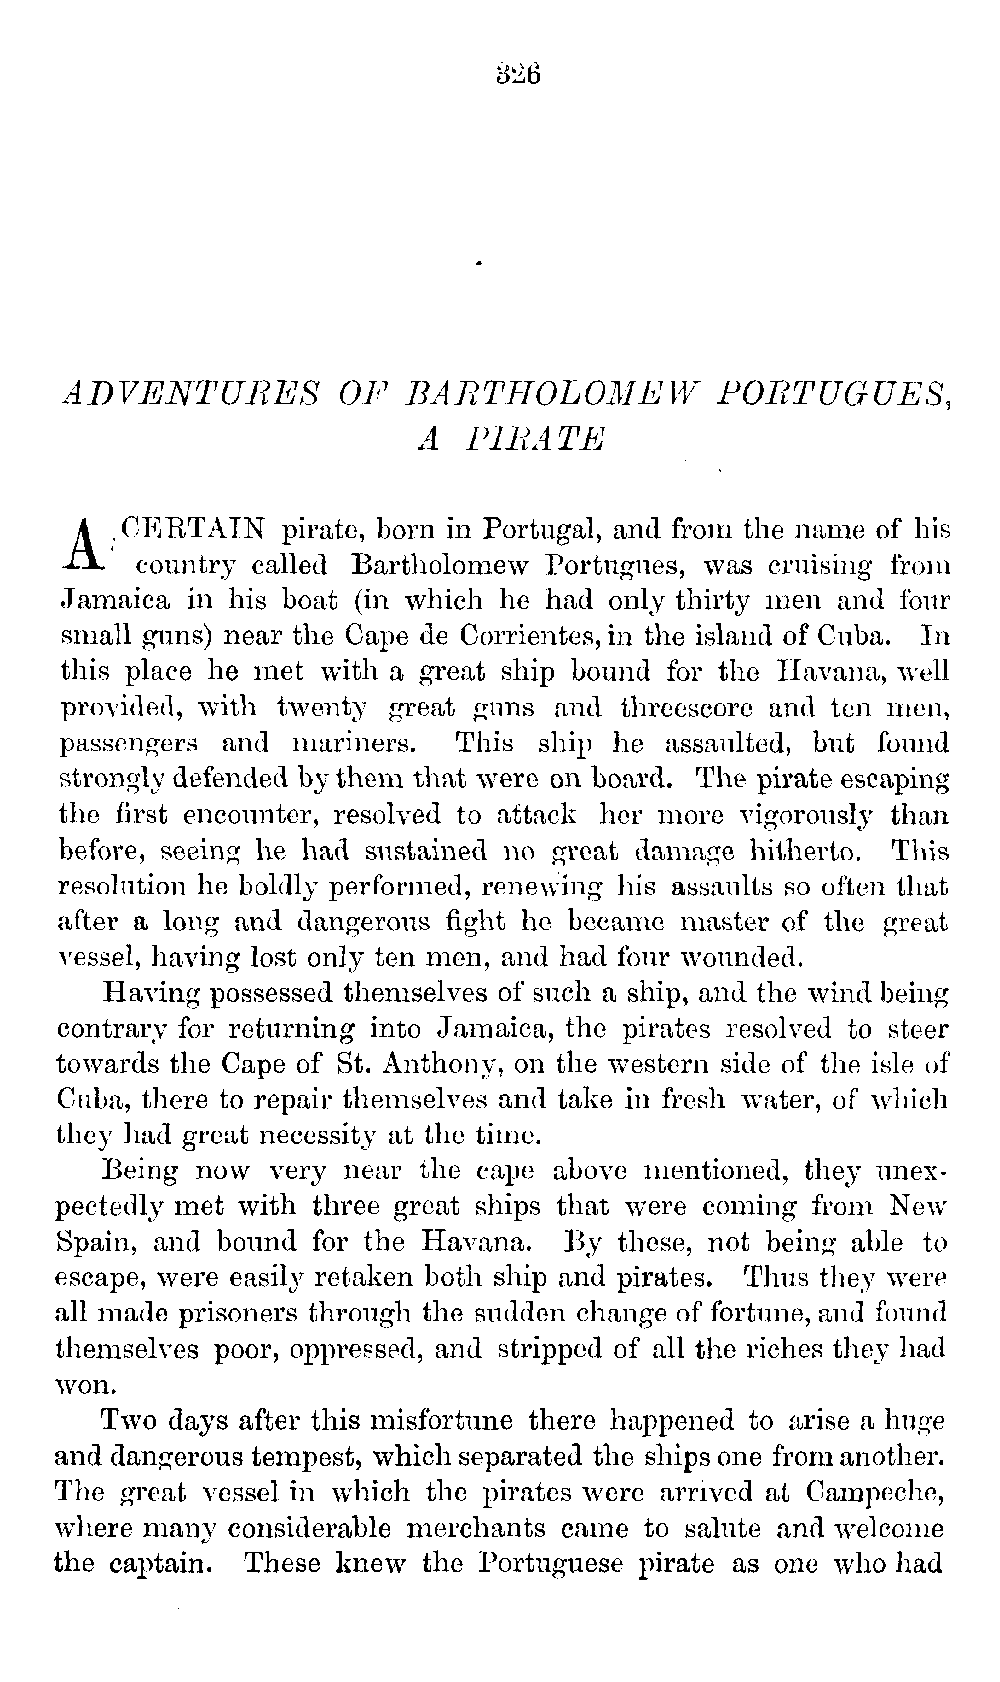 326
ADVENTURES OF BARTHOLOMEW PORTUGUES,
A PIRATE
A CERTAIN pirate, born in Portugal, and from the name of his
country called Bartholomew Portugues, was cruising from
Jamaica in his boat (in which he had only thirty men and four
small guns) near the Cape de Corrientes, in the island of Cuba. In
this place he met with a great ship bound for the Havana, well
provided, with twenty great guns and threescore and ten men,
passengers and mariners. This ship he assaulted, but found
strongly defended by them that were on board. The pirate escaping
the first encounter, resolved to attack her more vigorously than
before, seeing he had sustained no great damage hitherto. This
resolution he boldly performed, renewing his assaults so often that
after a long and dangerous fight he became master of the great
vessel, having lost only ten men, and had four wounded.
Having possessed themselves of such a ship, and the wind being
contrary for returning into Jamaica, the pirates resolved to steer
towards the Cape of St. Anthony, on the western side of the isle of
Cuba, there to repair themselves and take in fresh water, of which
they had great necessity at the time.
Being now very near the cape above mentioned, they unex-
pectedly met with three great ships that were coming from New
Spain, and bound for the Havana. By these, not being able to
escape, were easily retaken both ship and pirates. Thus they were
all made prisoners through the sudden change of fortune, and found
themselves poor, oppressed, and stripped of all the riches they had
won.
Two days after this misfortune there happened to arise a huge
and dangerous tempest, which separated the ships one from another.
The great vessel in which the pirates were arrived at Campeche,
where many considerable merchants came to salute and welcome
the captain. These knew the Portuguese pirate as one who had